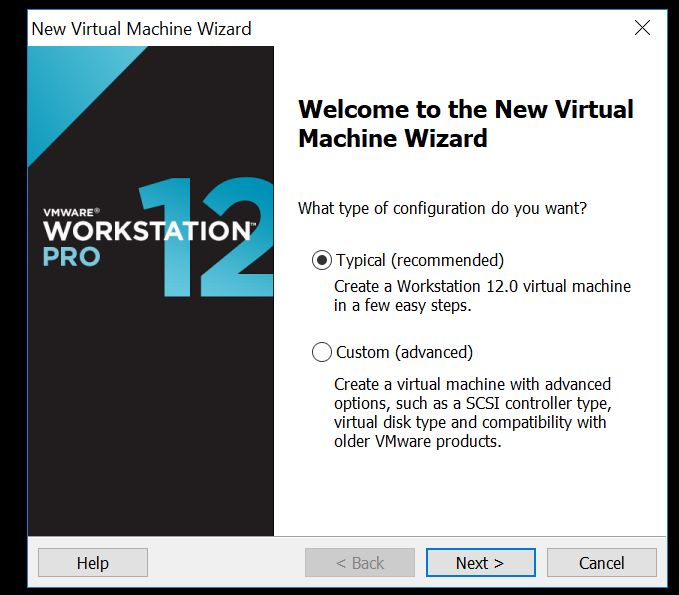 New Virtual Machine Wizard
VMWARE®
WORKSTATION™
PRO
12
Welcome to the New Virtual
Machine Wizard
What type of configuration do you want?
Typical (recommended)
Create a Workstation 12.0 virtual machine
in a few easy steps.
Custom (advanced)
Create a virtual machine with advanced
options, such as a SCSI controller type,
virtual disk type and compatibility with
older VMware products.
Help
< Back
Next >
Cancel